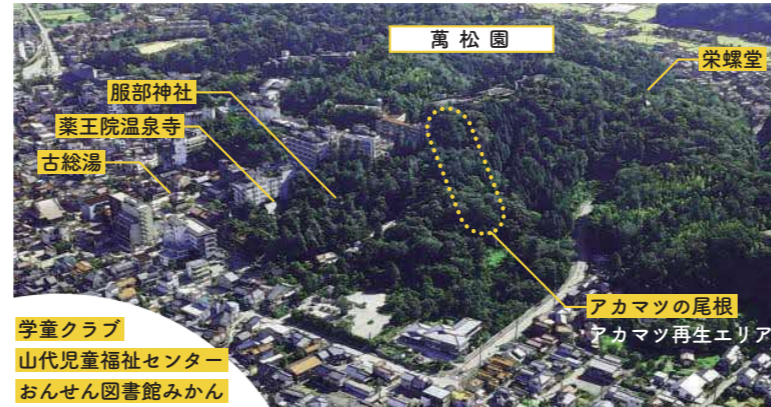 萬松園
栄螺堂
服部神社
薬王院温泉寺
古総湯
アカマツの尾根
アカマツ再生エリア
学童クラブ
山代児童福祉センター
おんせん図書館みかん